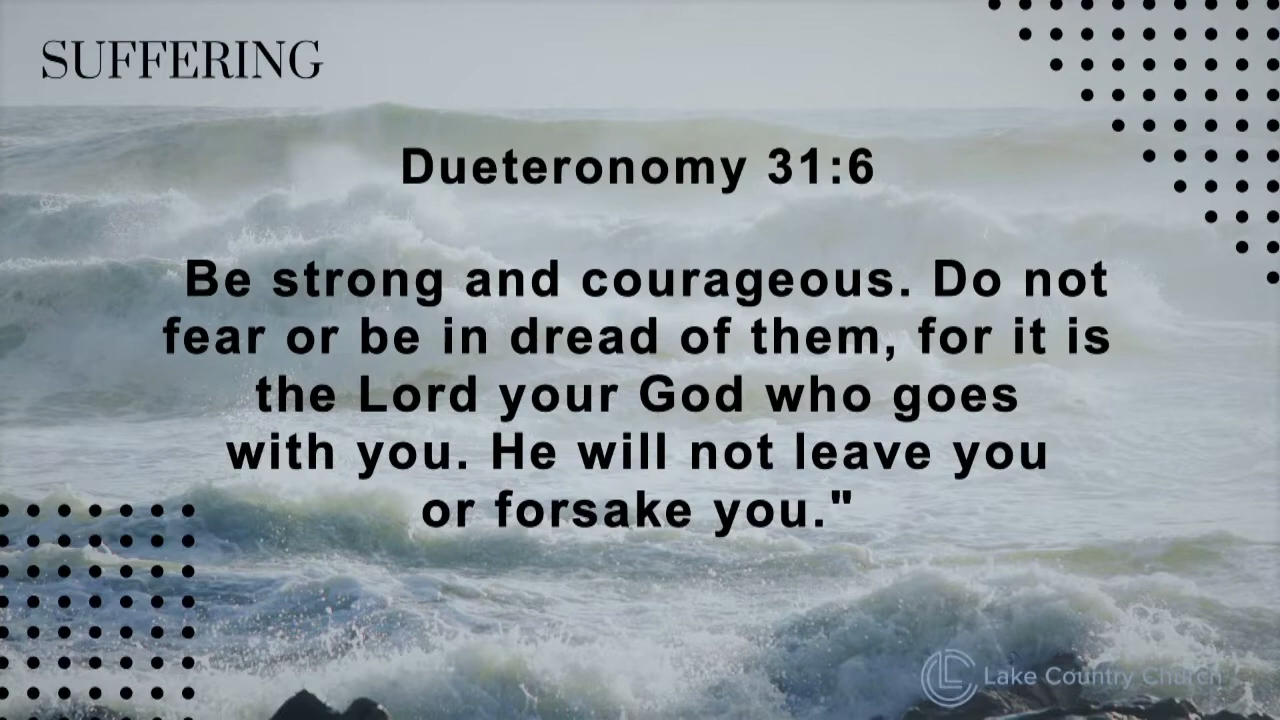 SUFFERING
Dueteronomy 31:6
Be strong and courageous. Do not
fear or be in dread of them, for it is
the Lord your God who goes
with you. He will not leave you
or forsake you."
Lake Country Church